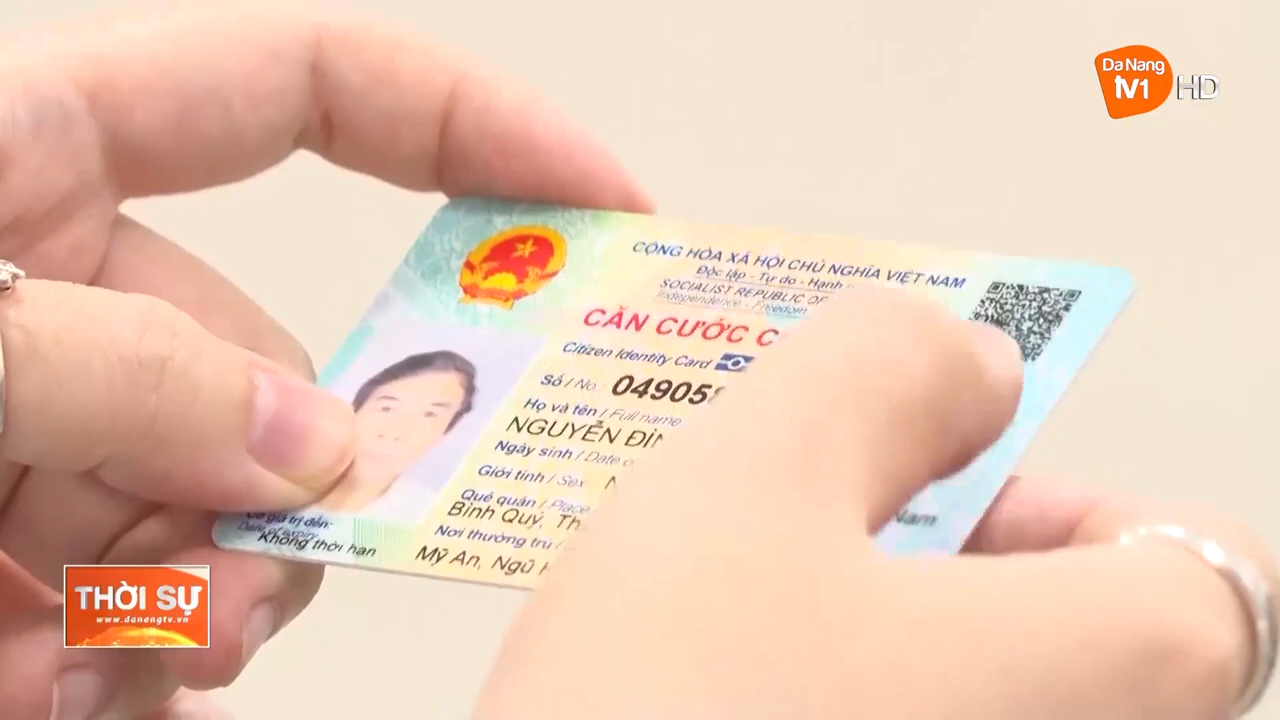 Da Nang
TV1 HD
CỘNG HÒA XÃ HỘI CHỦ NGHĨA VIỆT NAM
Độc lập - Tự do - Hạnh
SOCIALIST REPUBLIC OF
Independence - Freedom
CĂN CƯỚC C
Citizen Identity Card
Số / No. 04905
Họ và tên / Full name
NGUYỄN ĐÌN
Ngày sinh / Date o
Giới tính / Sex
Quê quán / Place
Bình Quý, Th
Nơi thường trú /
Mỹ An, Ngũ
Nam
Có giá trị đến:
Date of expiry
Không thời hạn
THỜI SỰ
www.danangtv.vn